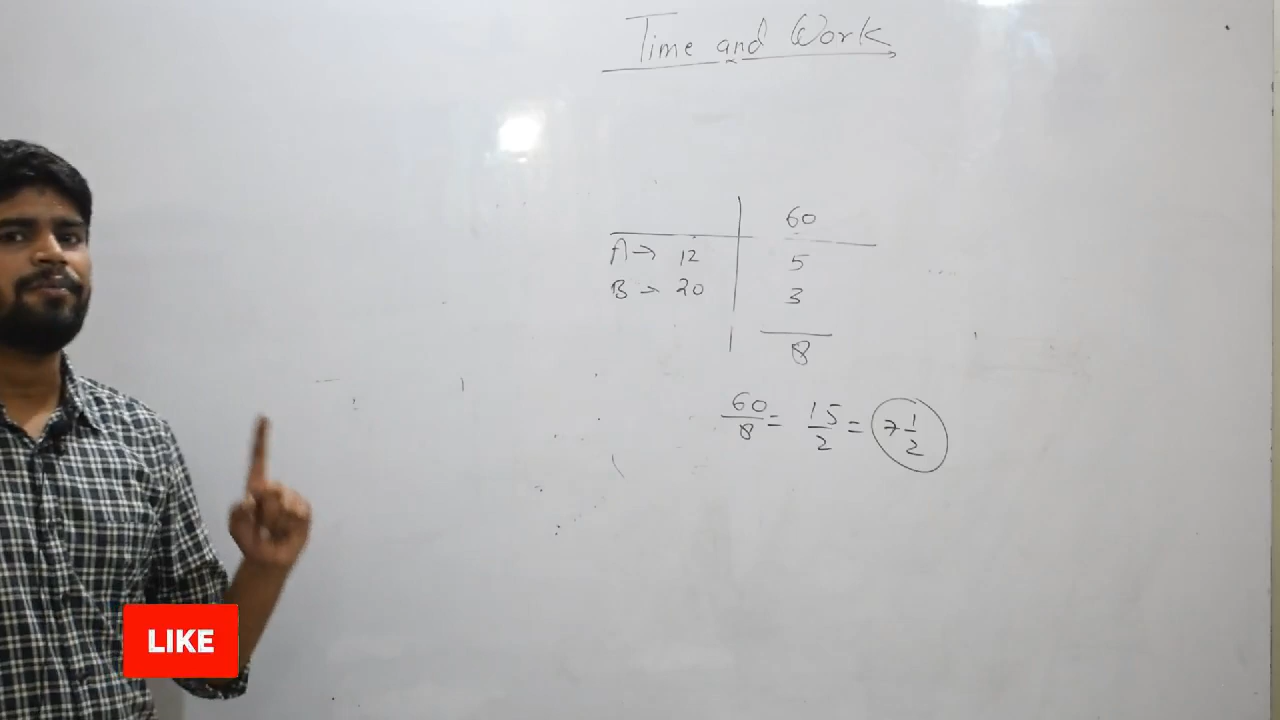 Time and Work
60
A → 12 5
B → 20 3
8
60/8 = 15/2 = 7 1/2
LIKE